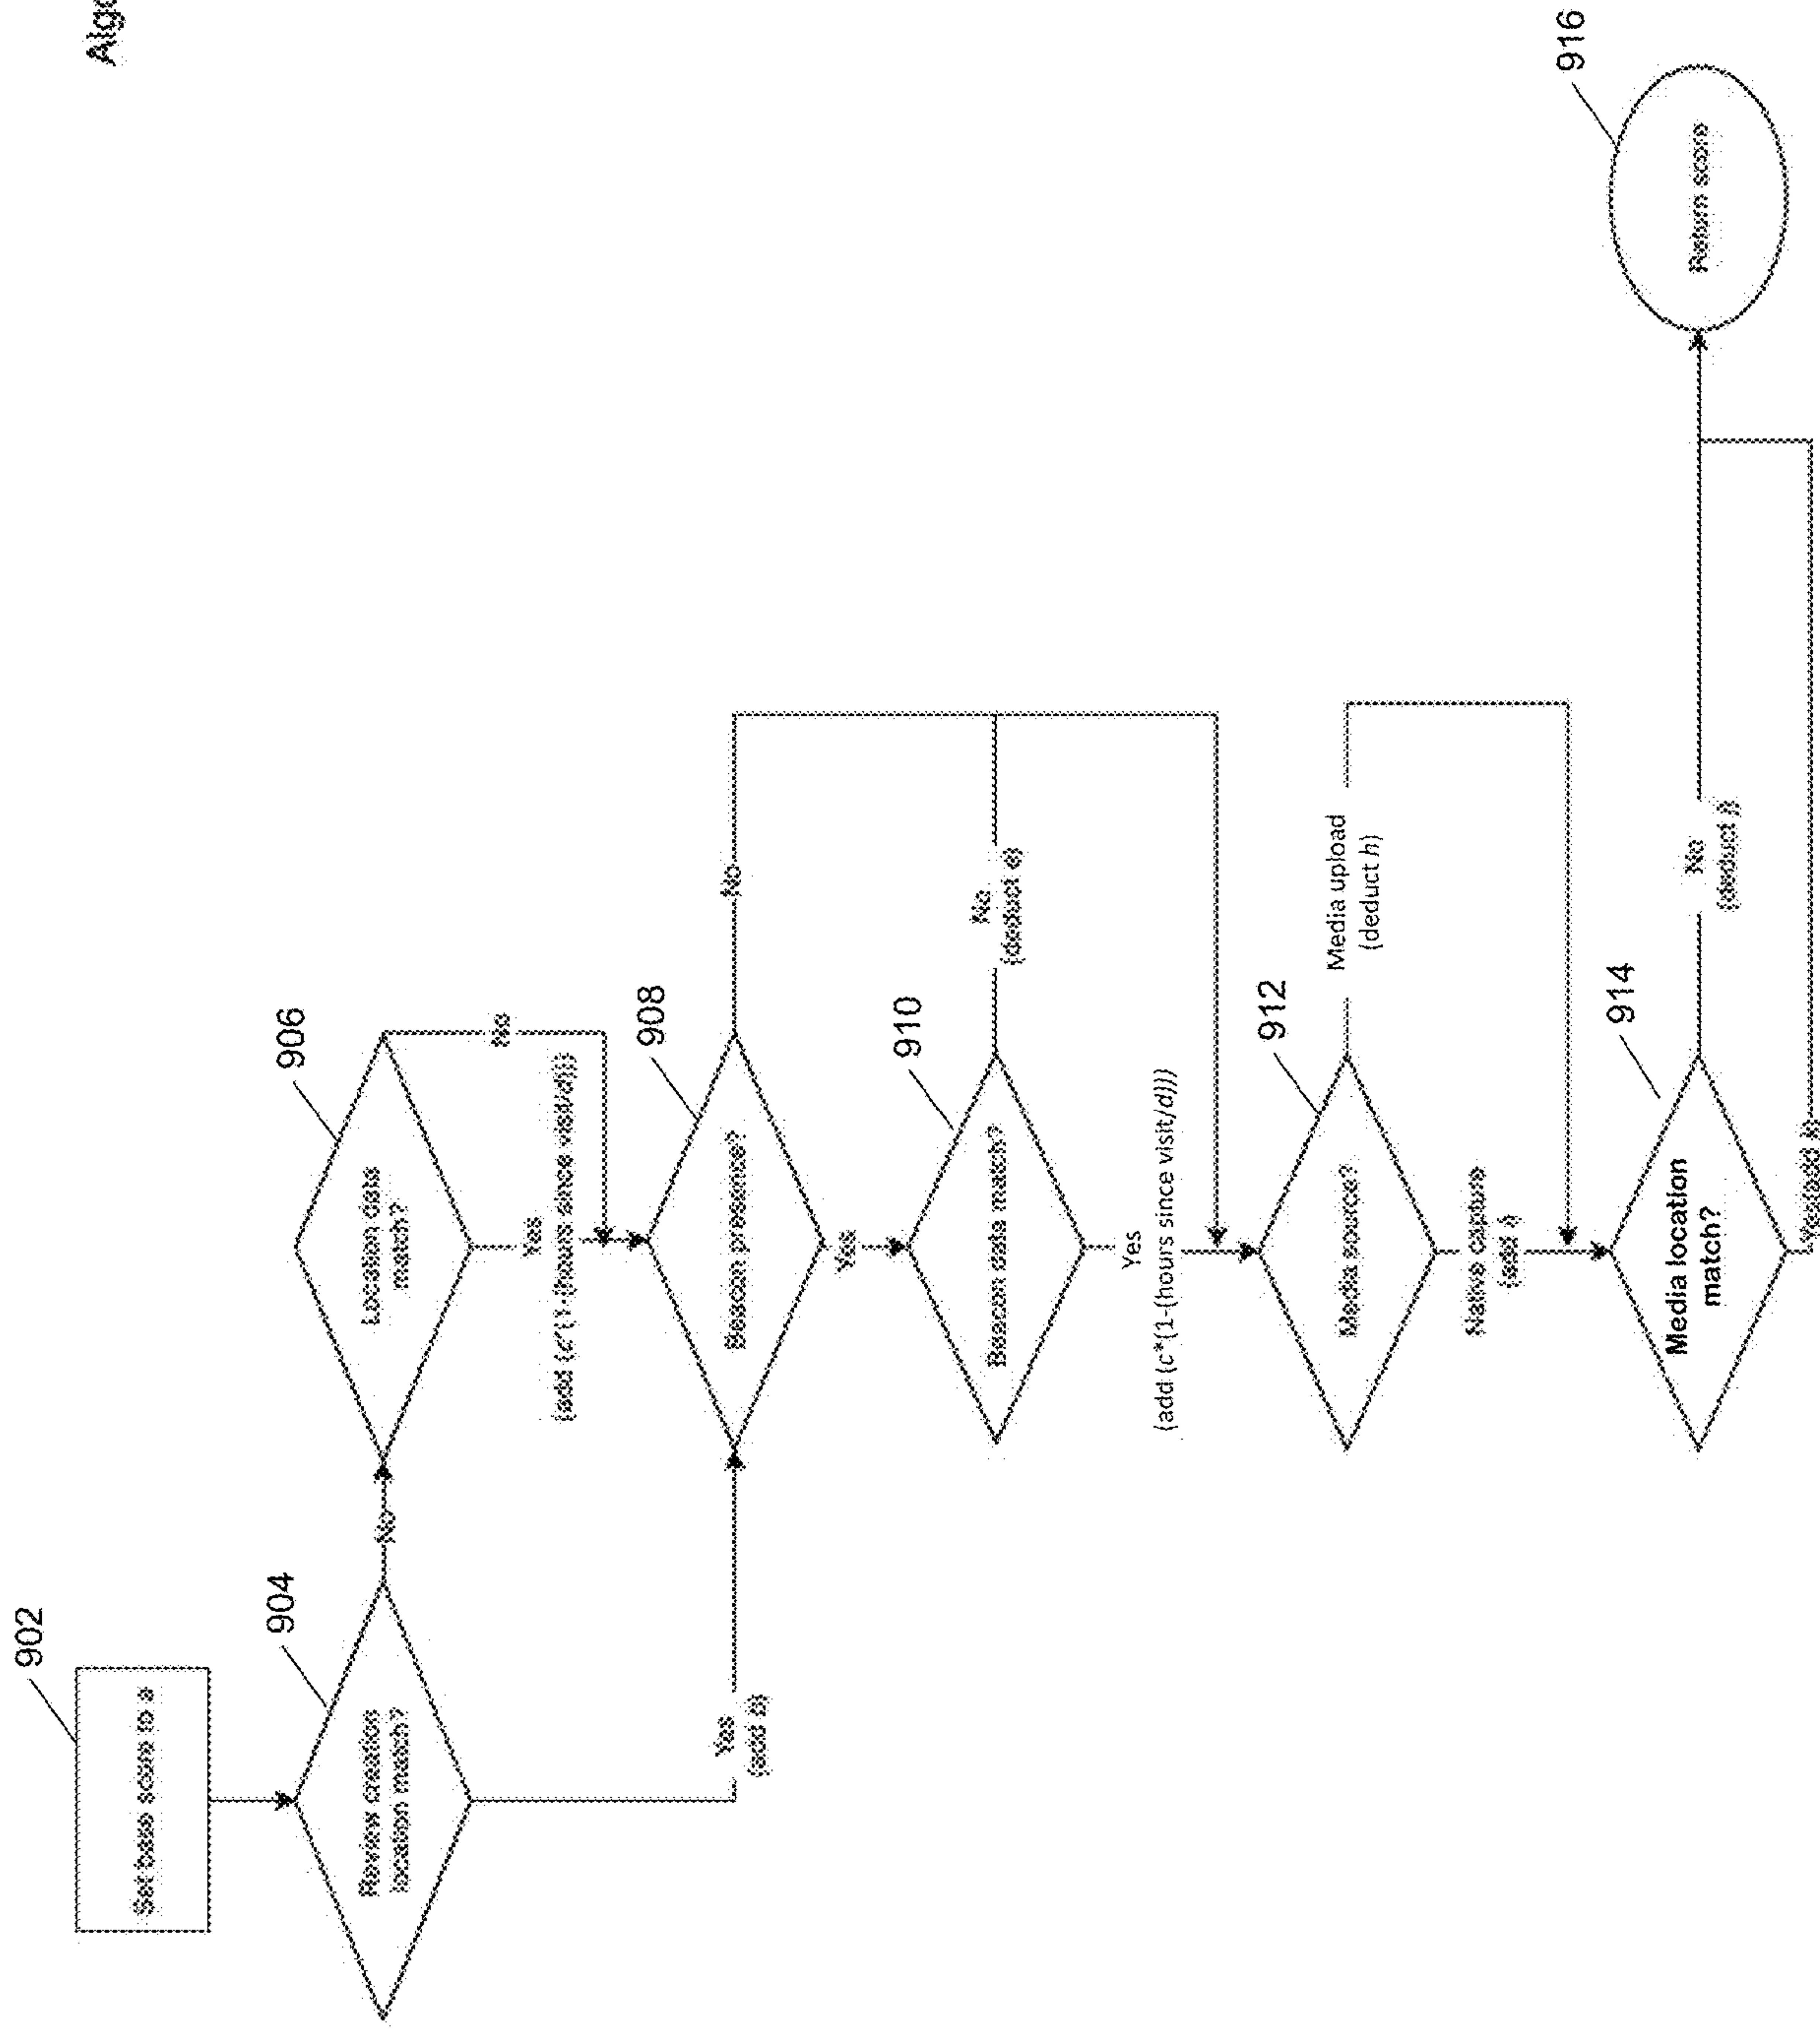 Algo
902
Set base score to a
904
Review creation
location match?
No
Yes
906
Location data
match?
No
Yes
(add (c*(1-(hours since visit/d)))
908
Beacon presence?
No
Yes
910
Beacon data match?
No
(deduct e)
Yes
(add (c*(1-(hours since visit/d)))
912
Media source?
Media upload
(deduct h)
Native capture
(add i)
914
Media location
match?
No
(deduct j)
916
Return score